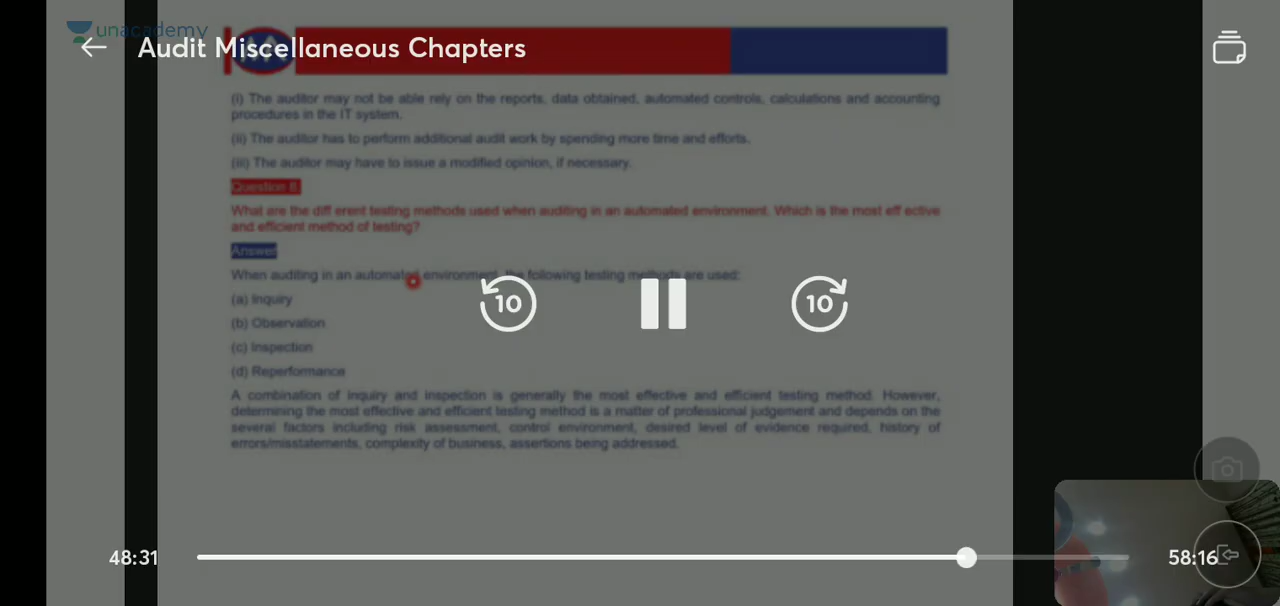 unacademy
Audit Miscellaneous Chapters
(i) The auditor may not be able rely on the reports, data obtained, automated controls, calculations and accounting
procedures in the IT system.
(ii) The auditor has to perform additional audit work by spending more time and efforts.
(iii) The auditor may have to issue a modified opinion, if necessary.
Question 8
What are the diff erent testing methods used when auditing in an automated environment. Which is the most eff ective
and efficient method of testing?
Answer
When auditing in an automated environment, the following testing methods are used:
(a) Inquiry
(b) Observation
(c) Inspection
(d) Reperformance
A combination of inquiry and inspection is generally the most effective and efficient testing method. However,
determining the most effective and efficient testing method is a matter of professional judgement and depends on the
several factors including risk assessment, control environment, desired level of evidence required, history of
errors/misstatements, complexity of business, assertions being addressed.
10
10
48:31
58:16